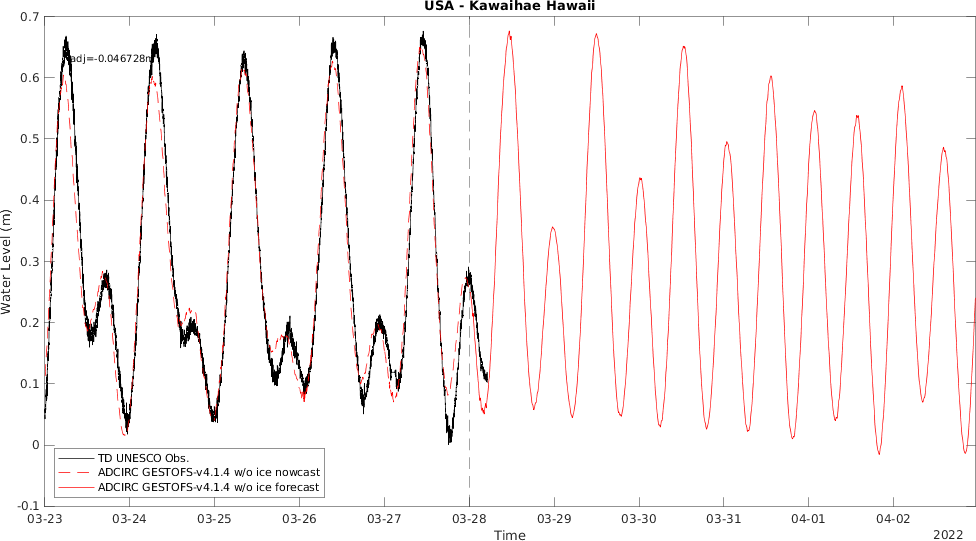 USA - Kawaihae Hawaii
adj=-0.046728m
Water Level (m)
0.7
0.6
0.5
0.4
0.3
0.2
0.1
0
-0.1
TD UNESCO Obs.
ADCIRC GESTOFS-v4.1.4 w/o ice nowcast
ADCIRC GESTOFS-v4.1.4 w/o ice forecast
03-23 03-24 03-25 03-26 03-27 03-28 03-29 03-30 03-31 04-01 04-02
Time
2022